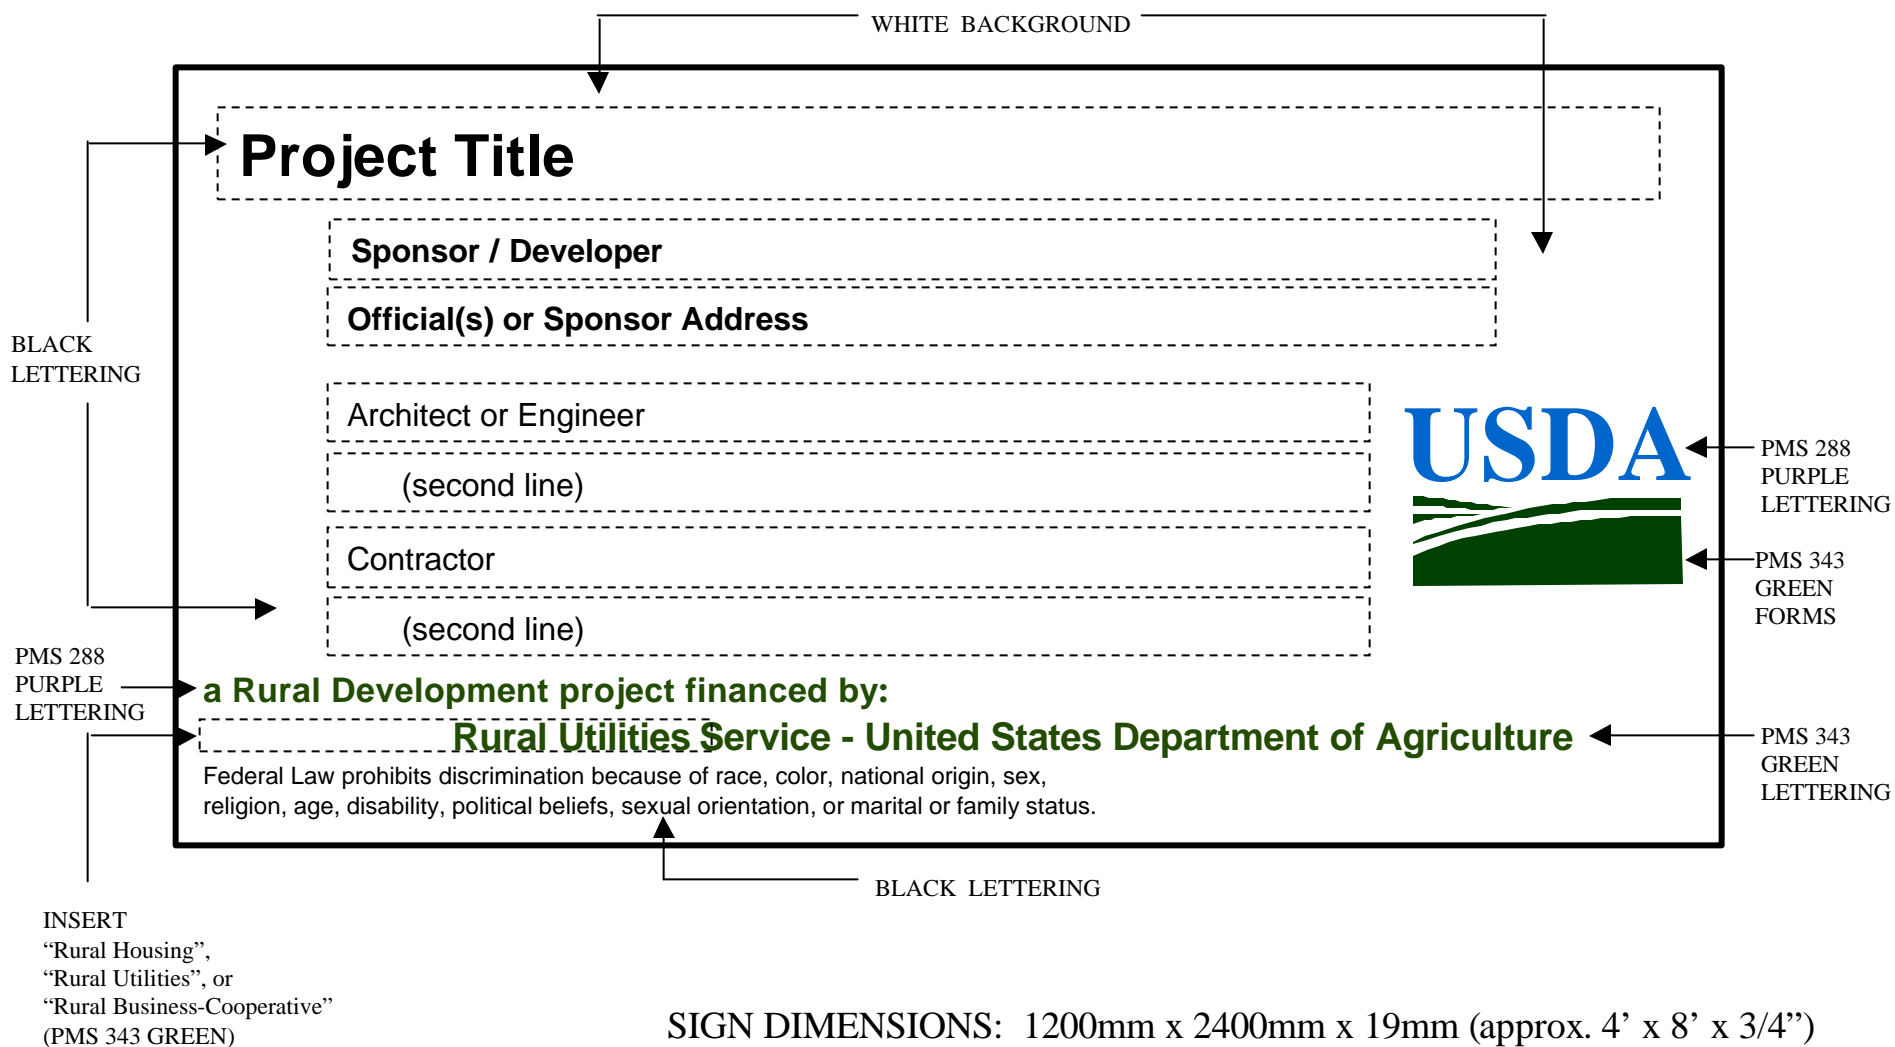 WHITE BACKGROUND
Project Title
Sponsor / Developer
Official(s) or Sponsor Address
BLACK
LETTERING
Architect or Engineer
(second line)
Contractor
(second line)
USDA
PMS 288
PURPLE
LETTERING
PMS 343
GREEN
FORMS
PMS 288
PURPLE
LETTERING
a Rural Development project financed by:
Rural Utilities Service - United States Department of Agriculture
PMS 343
GREEN
LETTERING
Federal Law prohibits discrimination because of race, color, national origin, sex,
religion, age, disability, political beliefs, sexual orientation, or marital or family status.
BLACK LETTERING
INSERT
“Rural Housing”,
“Rural Utilities”, or
“Rural Business-Cooperative”
(PMS 343 GREEN)
SIGN DIMENSIONS: 1200mm x 2400mm x 19mm (approx. 4’ x 8’ x 3/4”)